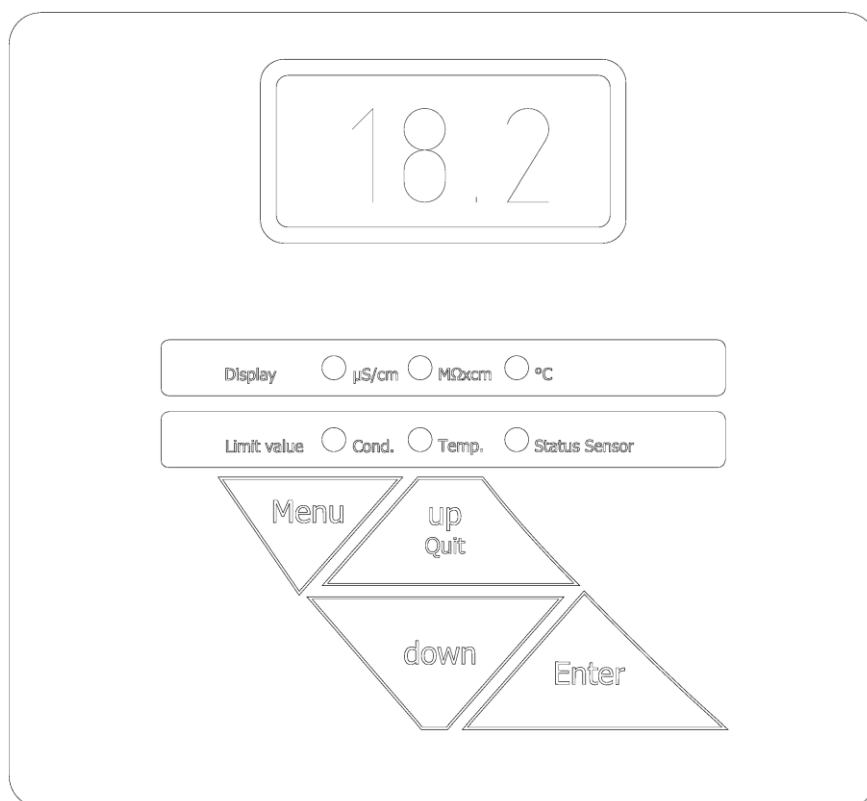 18.2
Display µS/cm MΩxcm °C
Limit value Cond. Temp. Status Sensor
Menu
up
Quit
down
Enter